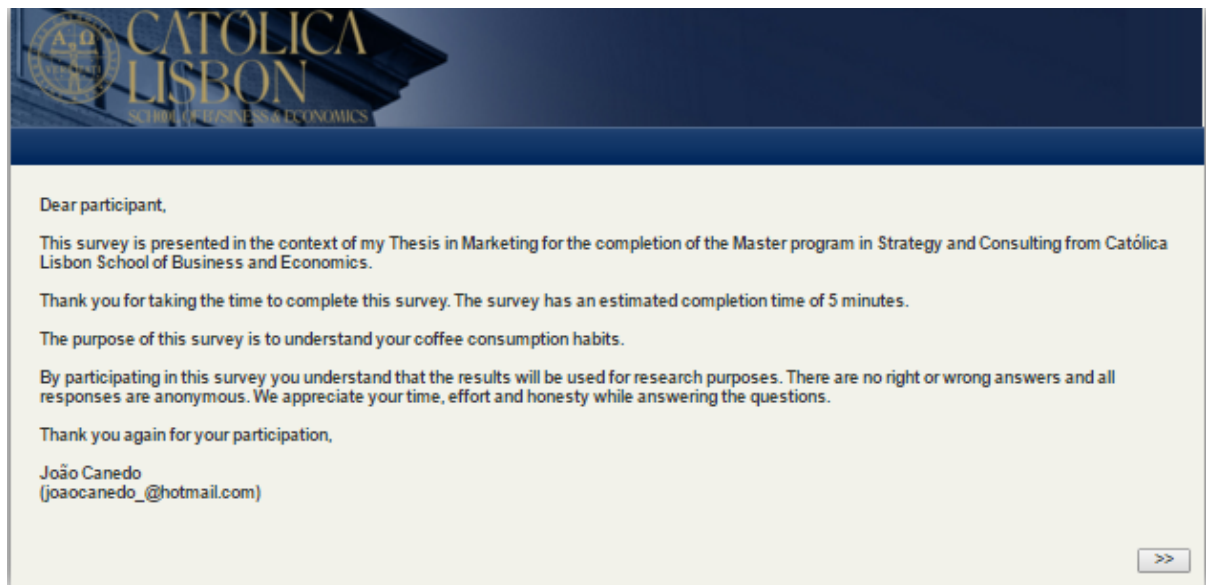 CATÓLICA
LISBON
SCHOOL OF BUSINESS & ECONOMICS
Α Ω
Dear participant,
This survey is presented in the context of my Thesis in Marketing for the completion of the Master program in Strategy and Consulting from Católica
Lisbon School of Business and Economics.
Thank you for taking the time to complete this survey. The survey has an estimated completion time of 5 minutes.
The purpose of this survey is to understand your coffee consumption habits.
By participating in this survey you understand that the results will be used for research purposes. There are no right or wrong answers and all
responses are anonymous. We appreciate your time, effort and honesty while answering the questions.
Thank you again for your participation,
João Canedo
(joaocanedo_@hotmail.com)
>>